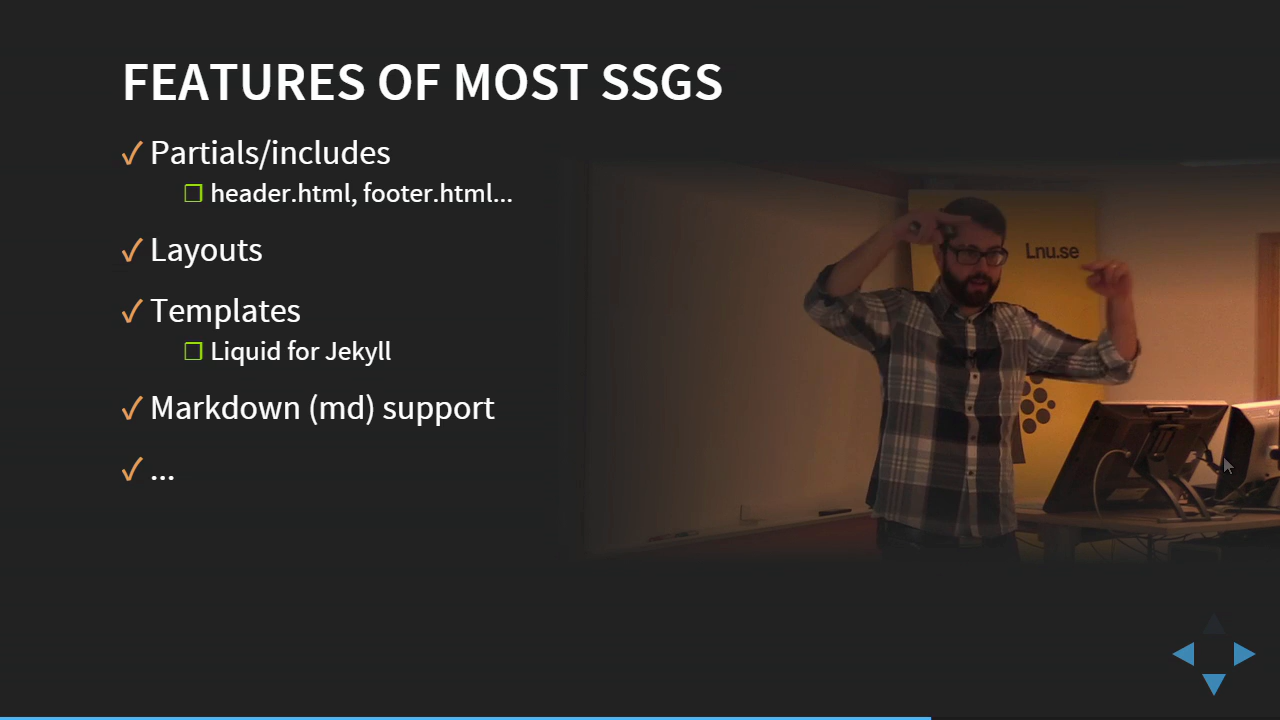 FEATURES OF MOST SSGS
Partials/includes
header.html, footer.html...
Layouts
Templates
Liquid for Jekyll
Markdown (md) support
...
Lnu.se